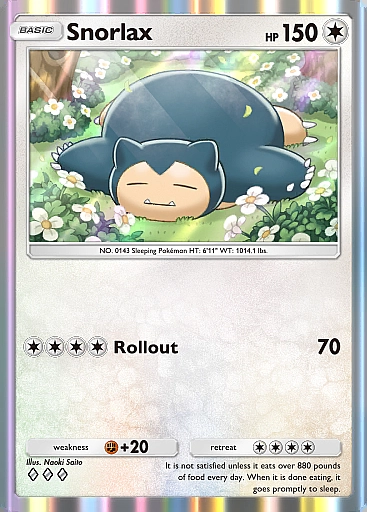 BASIC Snorlax HP 150
NO. 0143 Sleeping Pokémon HT: 6'11" WT: 1014.1 lbs.
Rollout 70
weakness +20 retreat
Illus. Naoki Saito
It is not satisfied unless it eats over 880 pounds
of food every day. When it is done eating, it
goes promptly to sleep.